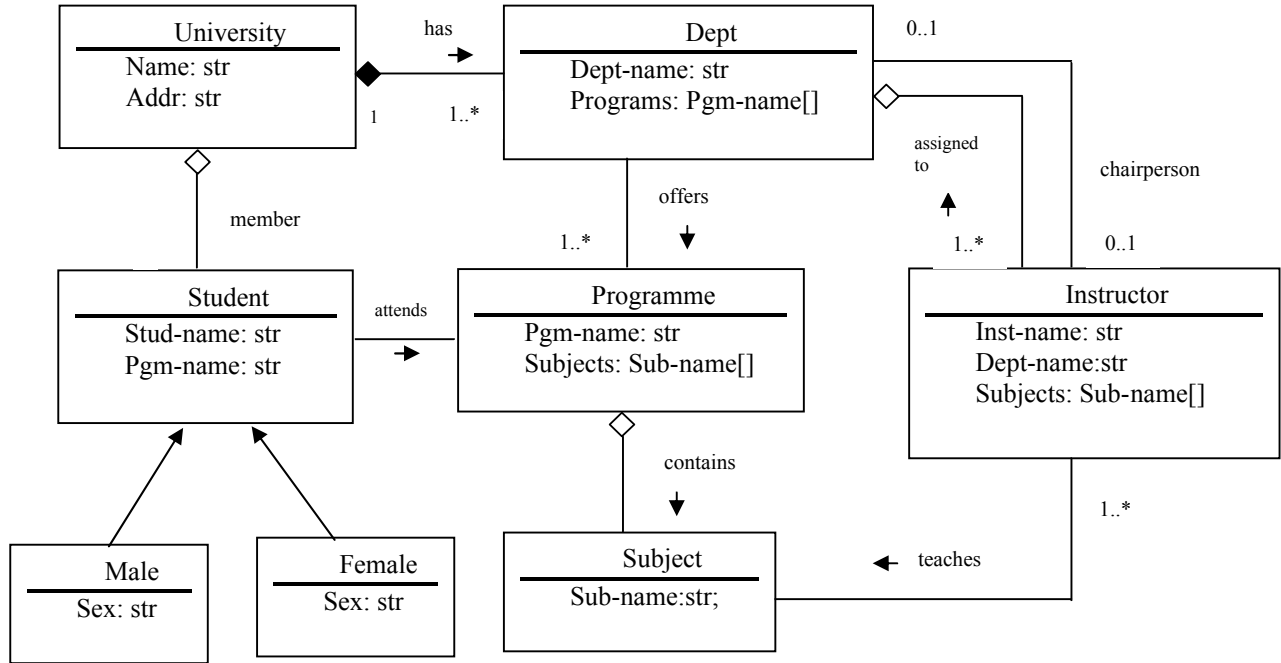 University
Name: str
Addr: str
has
1
1..*
Dept
Dept-name: str
Programs: Pgm-name[]
0..1
assigned
to
chairperson
1..*
0..1
member
offers
1..*
Student
Stud-name: str
Pgm-name: str
attends
Programme
Pgm-name: str
Subjects: Sub-name[]
Instructor
Inst-name: str
Dept-name:str
Subjects: Sub-name[]
contains
1..*
Male
Sex: str
Female
Sex: str
Subject
Sub-name:str;
teaches